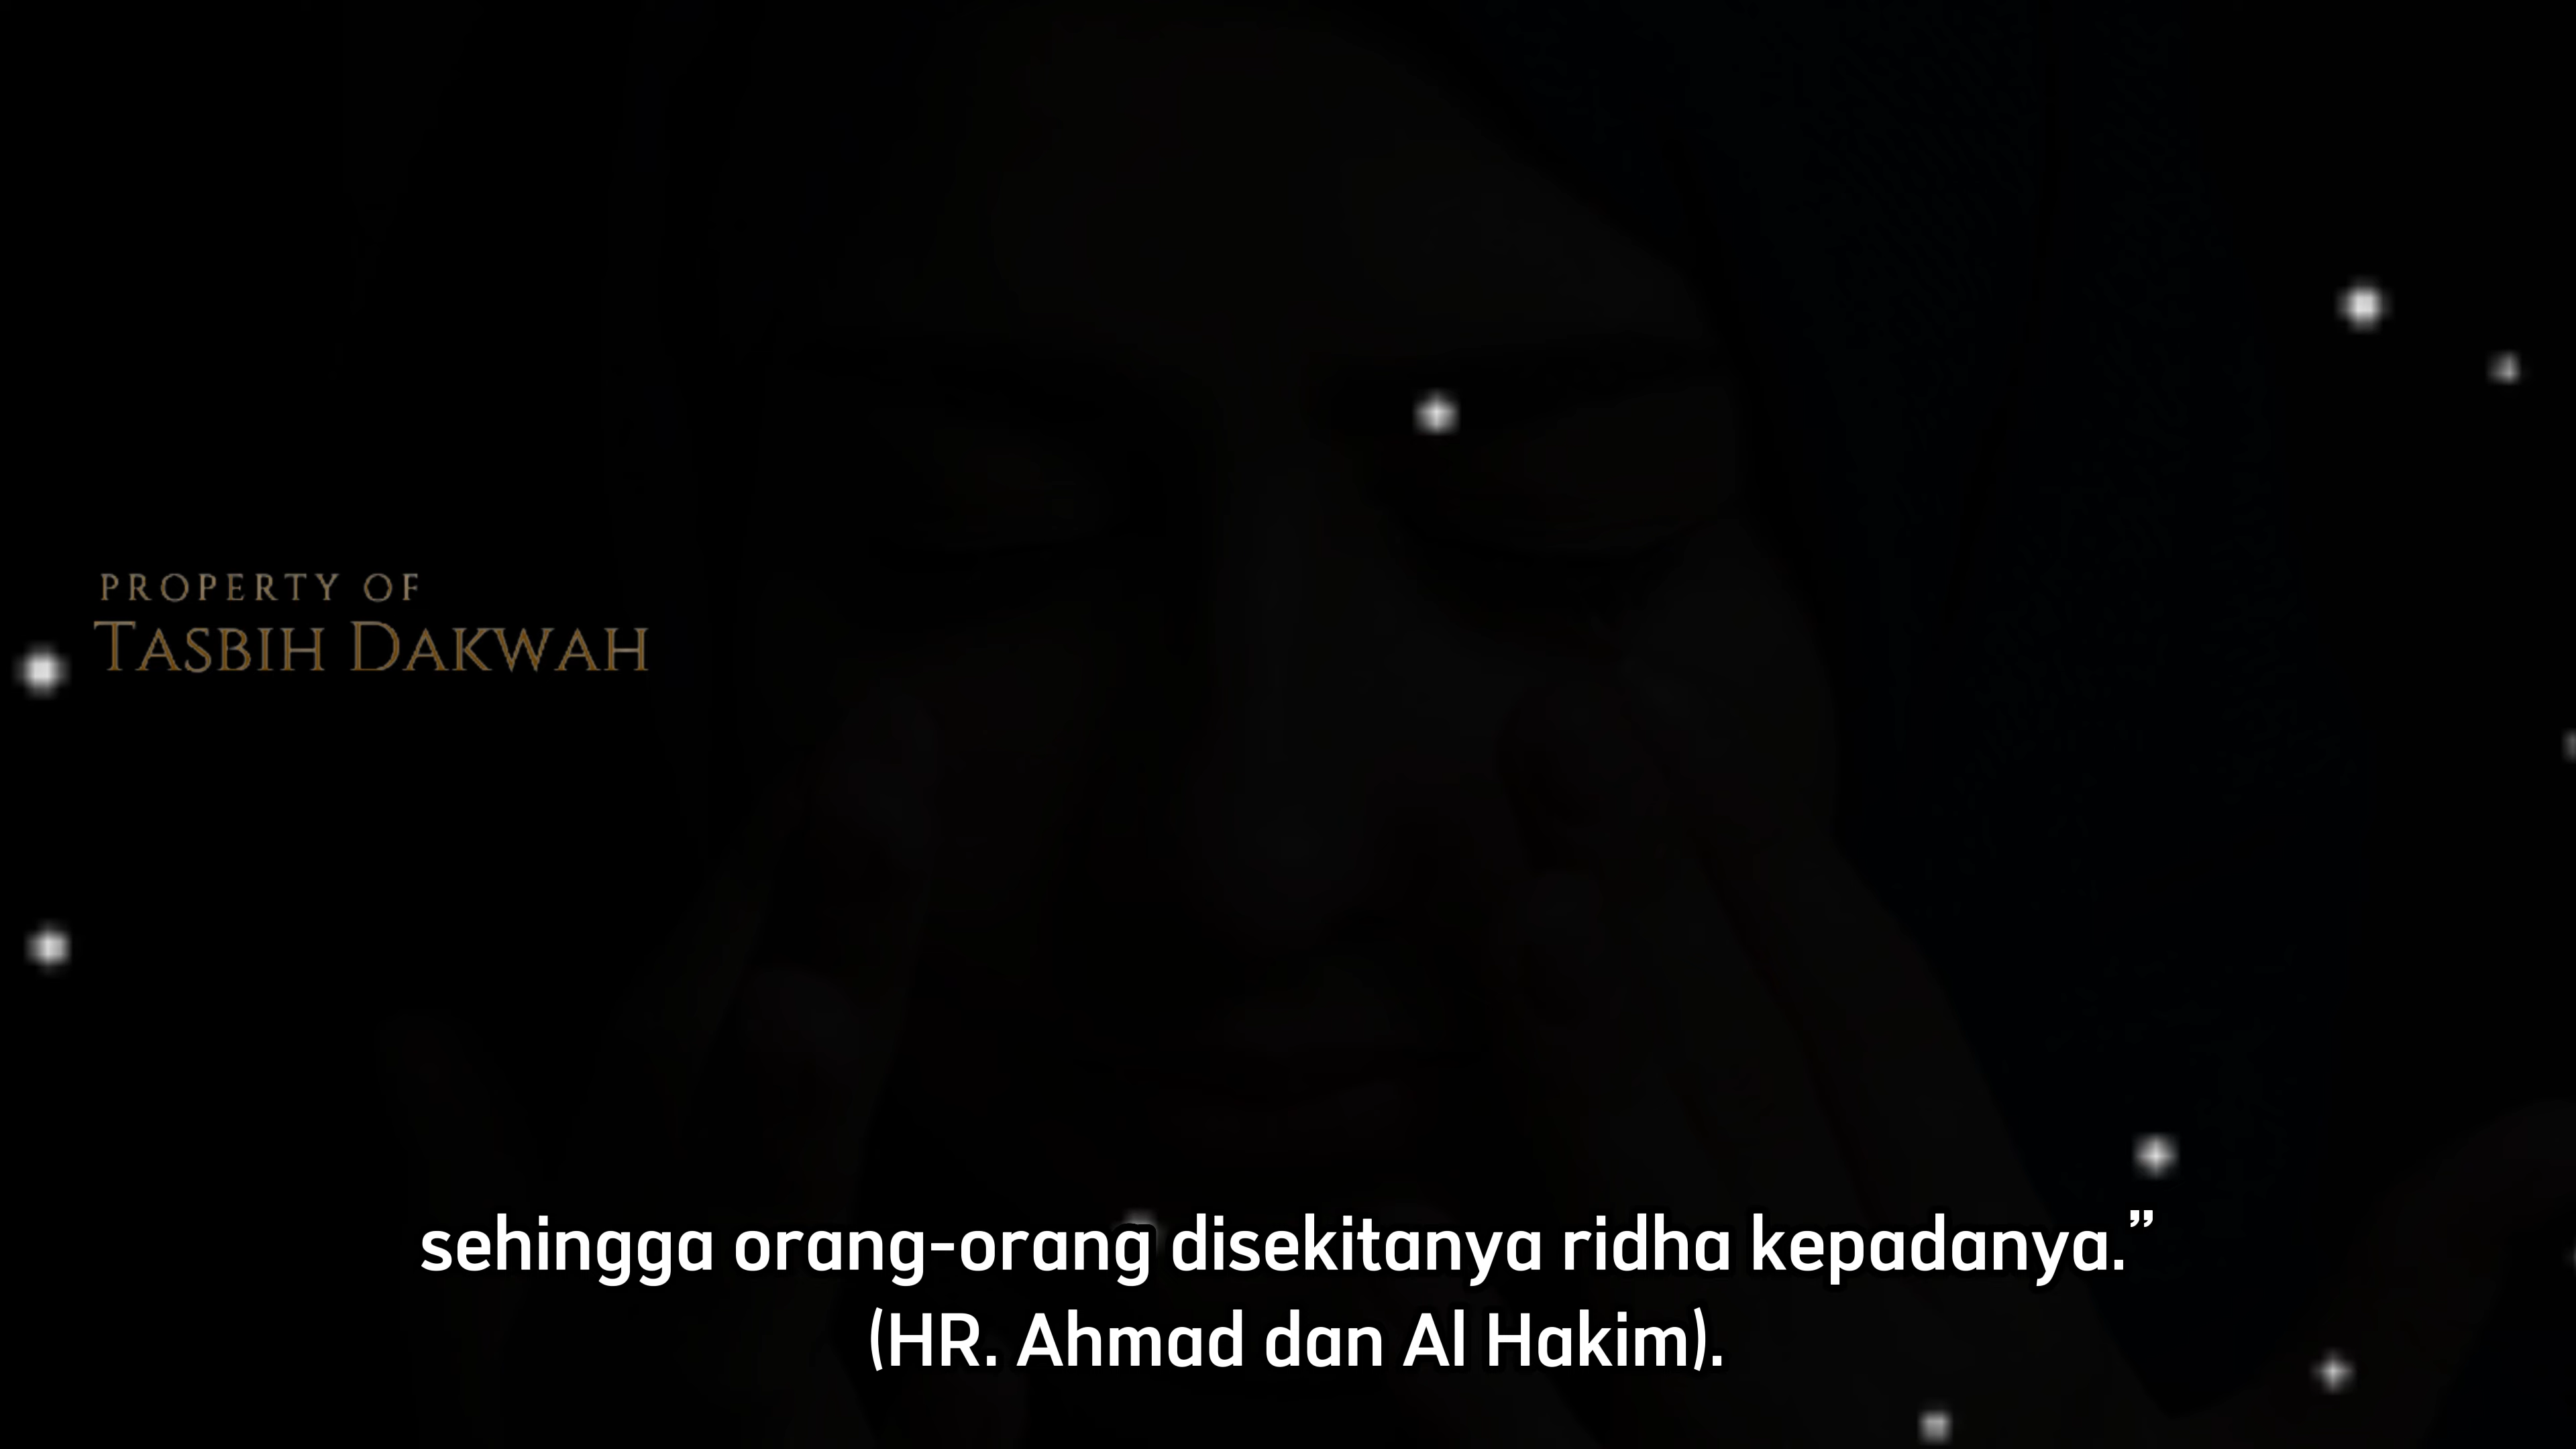 PROPERTY OF
TASBIH DAKWAH
sehingga orang-orang disekitanya ridha kepadanya.”
(HR. Ahmad dan Al Hakim).